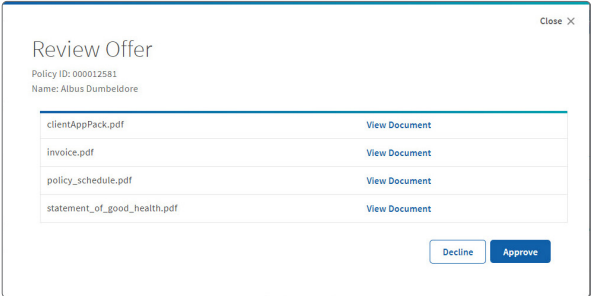 Close ×
Review Offer
Policy ID: 000012581
Name: Albus Dumbeldore
clientAppPack.pdf View Document
invoice.pdf View Document
policy_schedule.pdf View Document
statement_of_good_health.pdf View Document
Decline Approve